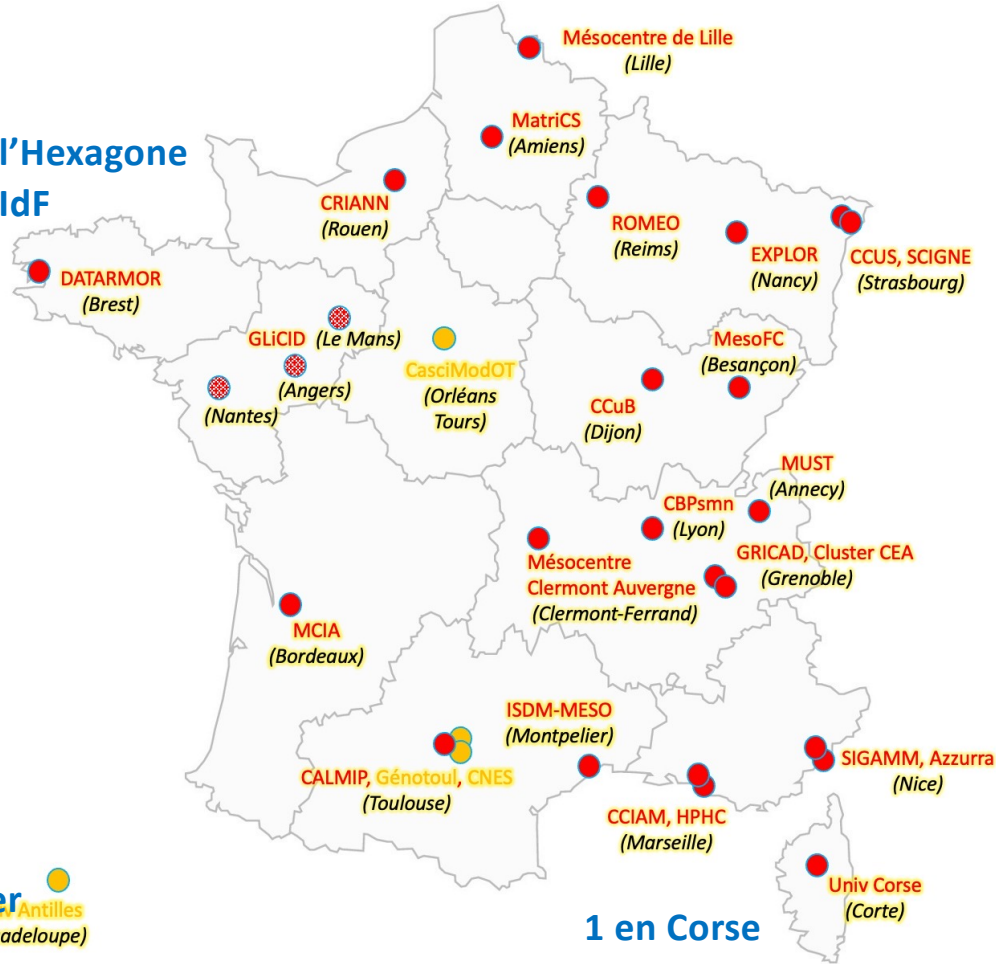 Mésocentre de Lille
(Lille)
MatriCS
(Amiens)
l'Hexagone
IdF
CRIANN
(Rouen)
ROMEO
(Reims)
EXPLOR
(Nancy)
CCUS, SCIGNE
(Strasbourg)
DATARMOR
(Brest)
GLiCID
(Le Mans)
(Angers)
(Nantes)
CasciModOT
(Orléans
Tours)
MesoFC
(Besançon)
CCuB
(Dijon)
MUST
(Annecy)
CBPsmn
(Lyon)
GRICAD, Cluster CEA
(Grenoble)
Mésocentre
Clermont Auvergne
(Clermont-Ferrand)
MCIA
(Bordeaux)
ISDM-MESO
(Montpelier)
CALMIP, Génotoul, CNES
(Toulouse)
SIGAMM, Azzurra
(Nice)
CCIAM, HPHC
(Marseille)
Univ Corse
(Corte)
1 en Corse
er
Antilles
adeloupe)